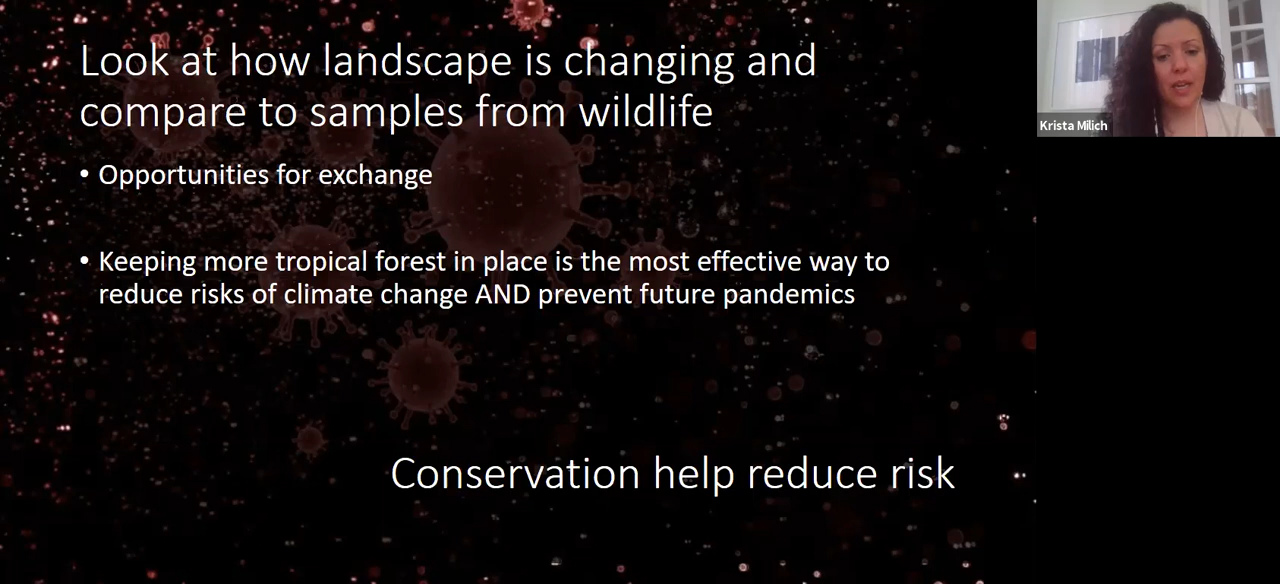 Look at how landscape is changing and
compare to samples from wildlife
• Opportunities for exchange
• Keeping more tropical forest in place is the most effective way to
reduce risks of climate change AND prevent future pandemics
Conservation help reduce risk
Krista Milich